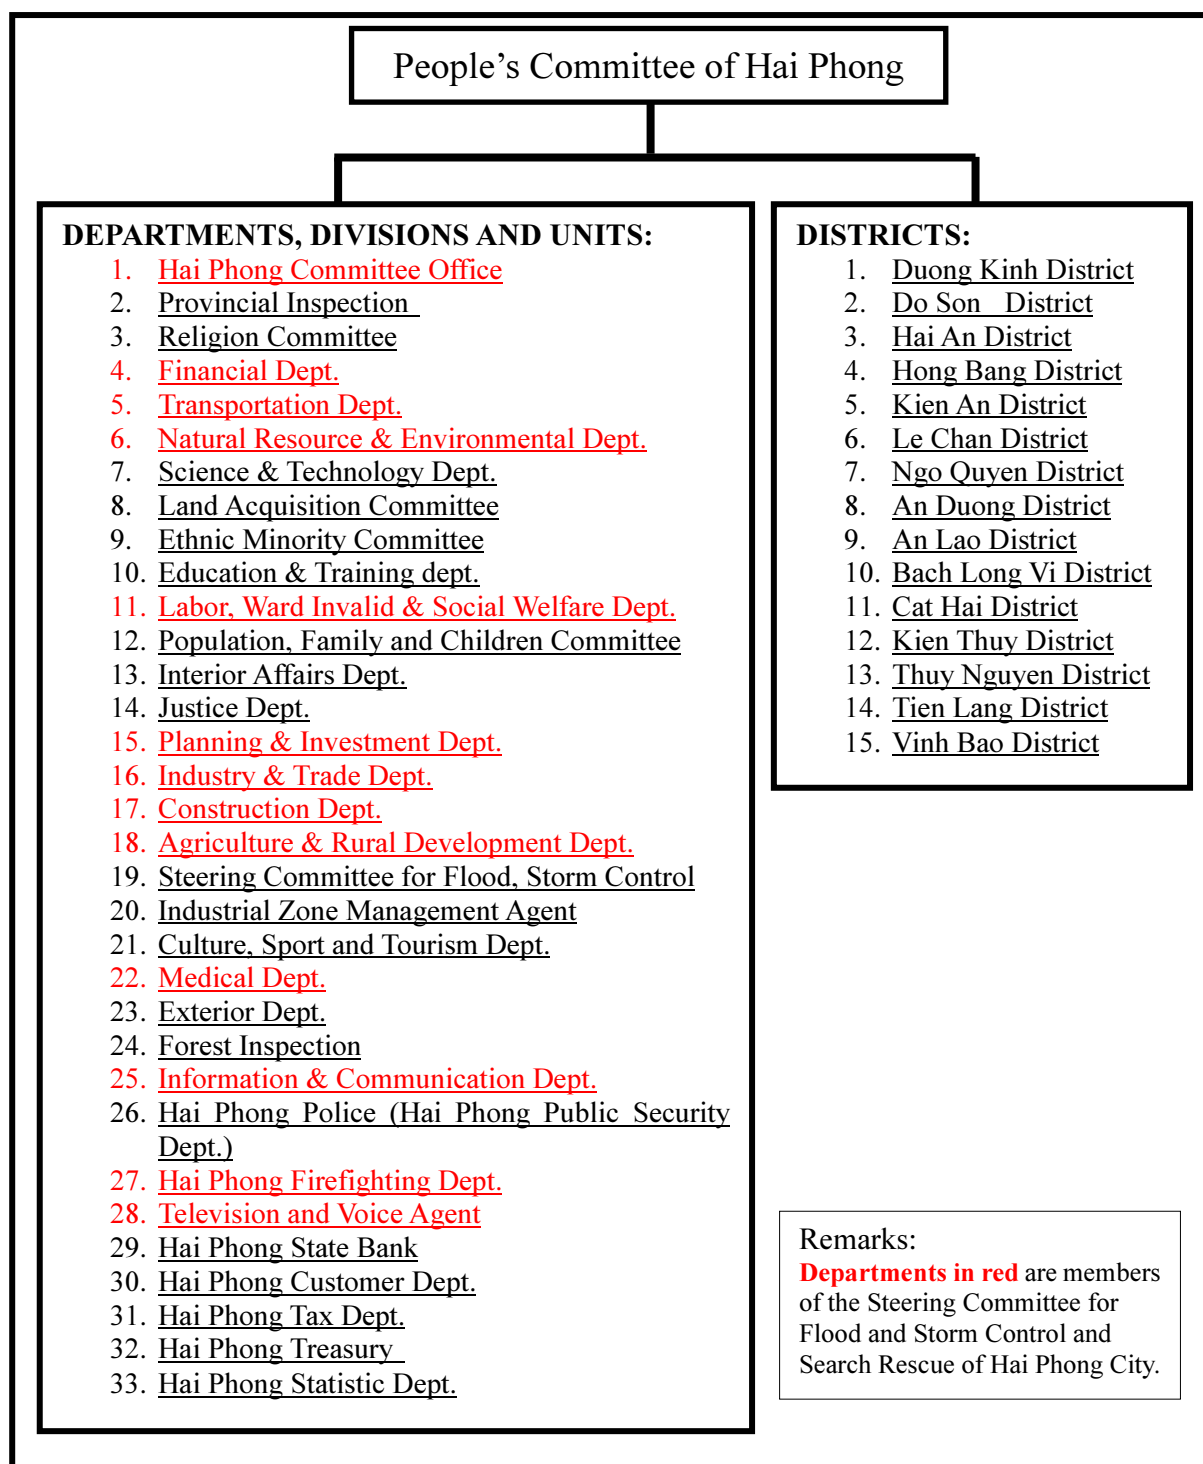 People’s Committee of Hai Phong
DEPARTMENTS, DIVISIONS AND UNITS:
1. Hai Phong Committee Office
2. Provincial Inspection
3. Religion Committee
4. Financial Dept.
5. Transportation Dept.
6. Natural Resource & Environmental Dept.
7. Science & Technology Dept.
8. Land Acquisition Committee
9. Ethnic Minority Committee
10. Education & Training dept.
11. Labor, Ward Invalid & Social Welfare Dept.
12. Population, Family and Children Committee
13. Interior Affairs Dept.
14. Justice Dept.
15. Planning & Investment Dept.
16. Industry & Trade Dept.
17. Construction Dept.
18. Agriculture & Rural Development Dept.
19. Steering Committee for Flood, Storm Control
20. Industrial Zone Management Agent
21. Culture, Sport and Tourism Dept.
22. Medical Dept.
23. Exterior Dept.
24. Forest Inspection
25. Information & Communication Dept.
26. Hai Phong Police (Hai Phong Public Security
Dept.)
27. Hai Phong Firefighting Dept.
28. Television and Voice Agent
29. Hai Phong State Bank
30. Hai Phong Customer Dept.
31. Hai Phong Tax Dept.
32. Hai Phong Treasury
33. Hai Phong Statistic Dept.
DISTRICTS:
1. Duong Kinh District
2. Do Son District
3. Hai An District
4. Hong Bang District
5. Kien An District
6. Le Chan District
7. Ngo Quyen District
8. An Duong District
9. An Lao District
10. Bach Long Vi District
11. Cat Hai District
12. Kien Thuy District
13. Thuy Nguyen District
14. Tien Lang District
15. Vinh Bao District
Remarks:
Departments in red are members
of the Steering Committee for
Flood and Storm Control and
Search Rescue of Hai Phong City.